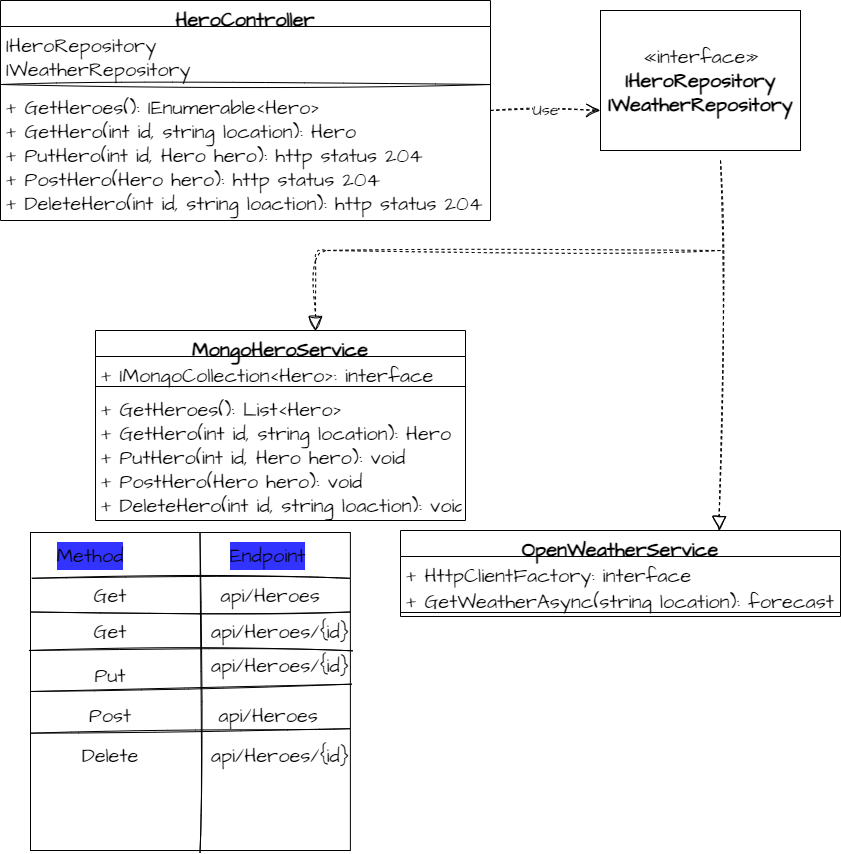 HeroController
IHeroRepository
IWeatherRepository
+ GetHeroes(): IEnumerable<Hero>
+ GetHero(int id, string location): Hero
+ PutHero(int id, Hero hero): http status 204
+ PostHero(Hero hero): http status 204
+ DeleteHero(int id, string loaction): http status 204
Use
«interface»
IHeroRepository
IWeatherRepository
MongoHeroService
+ IMongoCollection<Hero>: interface
+ GetHeroes(): List<Hero>
+ GetHero(int id, string location): Hero
+ PutHero(int id, Hero hero): void
+ PostHero(Hero hero): void
+ DeleteHero(int id, string loaction): voic
OpenWeatherService
+ HttpClientFactory: interface
+ GetWeatherAsync(string location): forecast
Method Endpoint
Get api/Heroes
Get api/Heroes/{id}
Put api/Heroes/{id}
Post api/Heroes
Delete api/Heroes/{id}